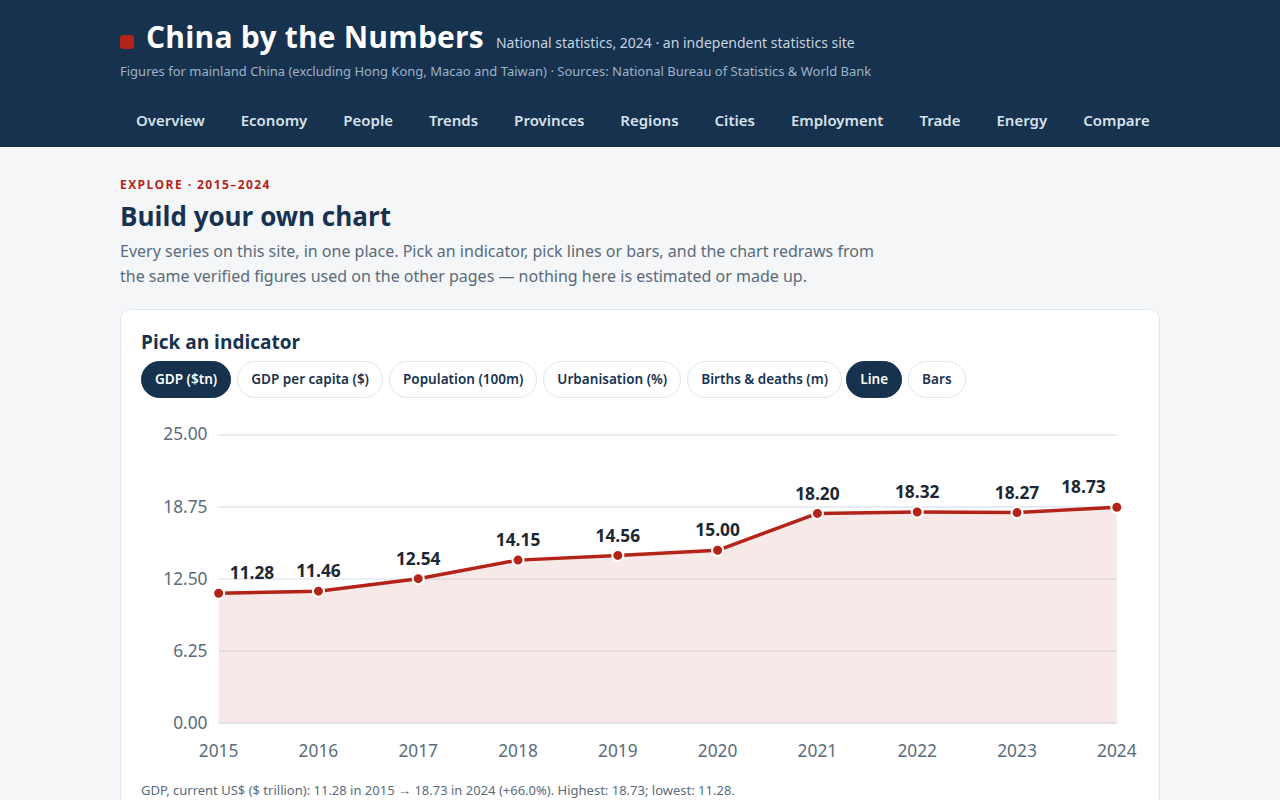 China by the Numbers National statistics, 2024 · an independent statistics site
Figures for mainland China (excluding Hong Kong, Macao and Taiwan) · Sources: National Bureau of Statistics & World Bank
Overview Economy People Trends Provinces Regions Cities Employment Trade Energy Compare
EXPLORE · 2015–2024
Build your own chart
Every series on this site, in one place. Pick an indicator, pick lines or bars, and the chart redraws from
the same verified figures used on the other pages — nothing here is estimated or made up.
Pick an indicator
GDP ($tn) GDP per capita ($) Population (100m) Urbanisation (%) Births & deaths (m) Line Bars
25.00
18.75
12.50
6.25
0.00
11.28 11.46 12.54 14.15 14.56 15.00 18.20 18.32 18.27 18.73
2015 2016 2017 2018 2019 2020 2021 2022 2023 2024
GDP, current US$ ($ trillion): 11.28 in 2015 → 18.73 in 2024 (+66.0%). Highest: 18.73; lowest: 11.28.